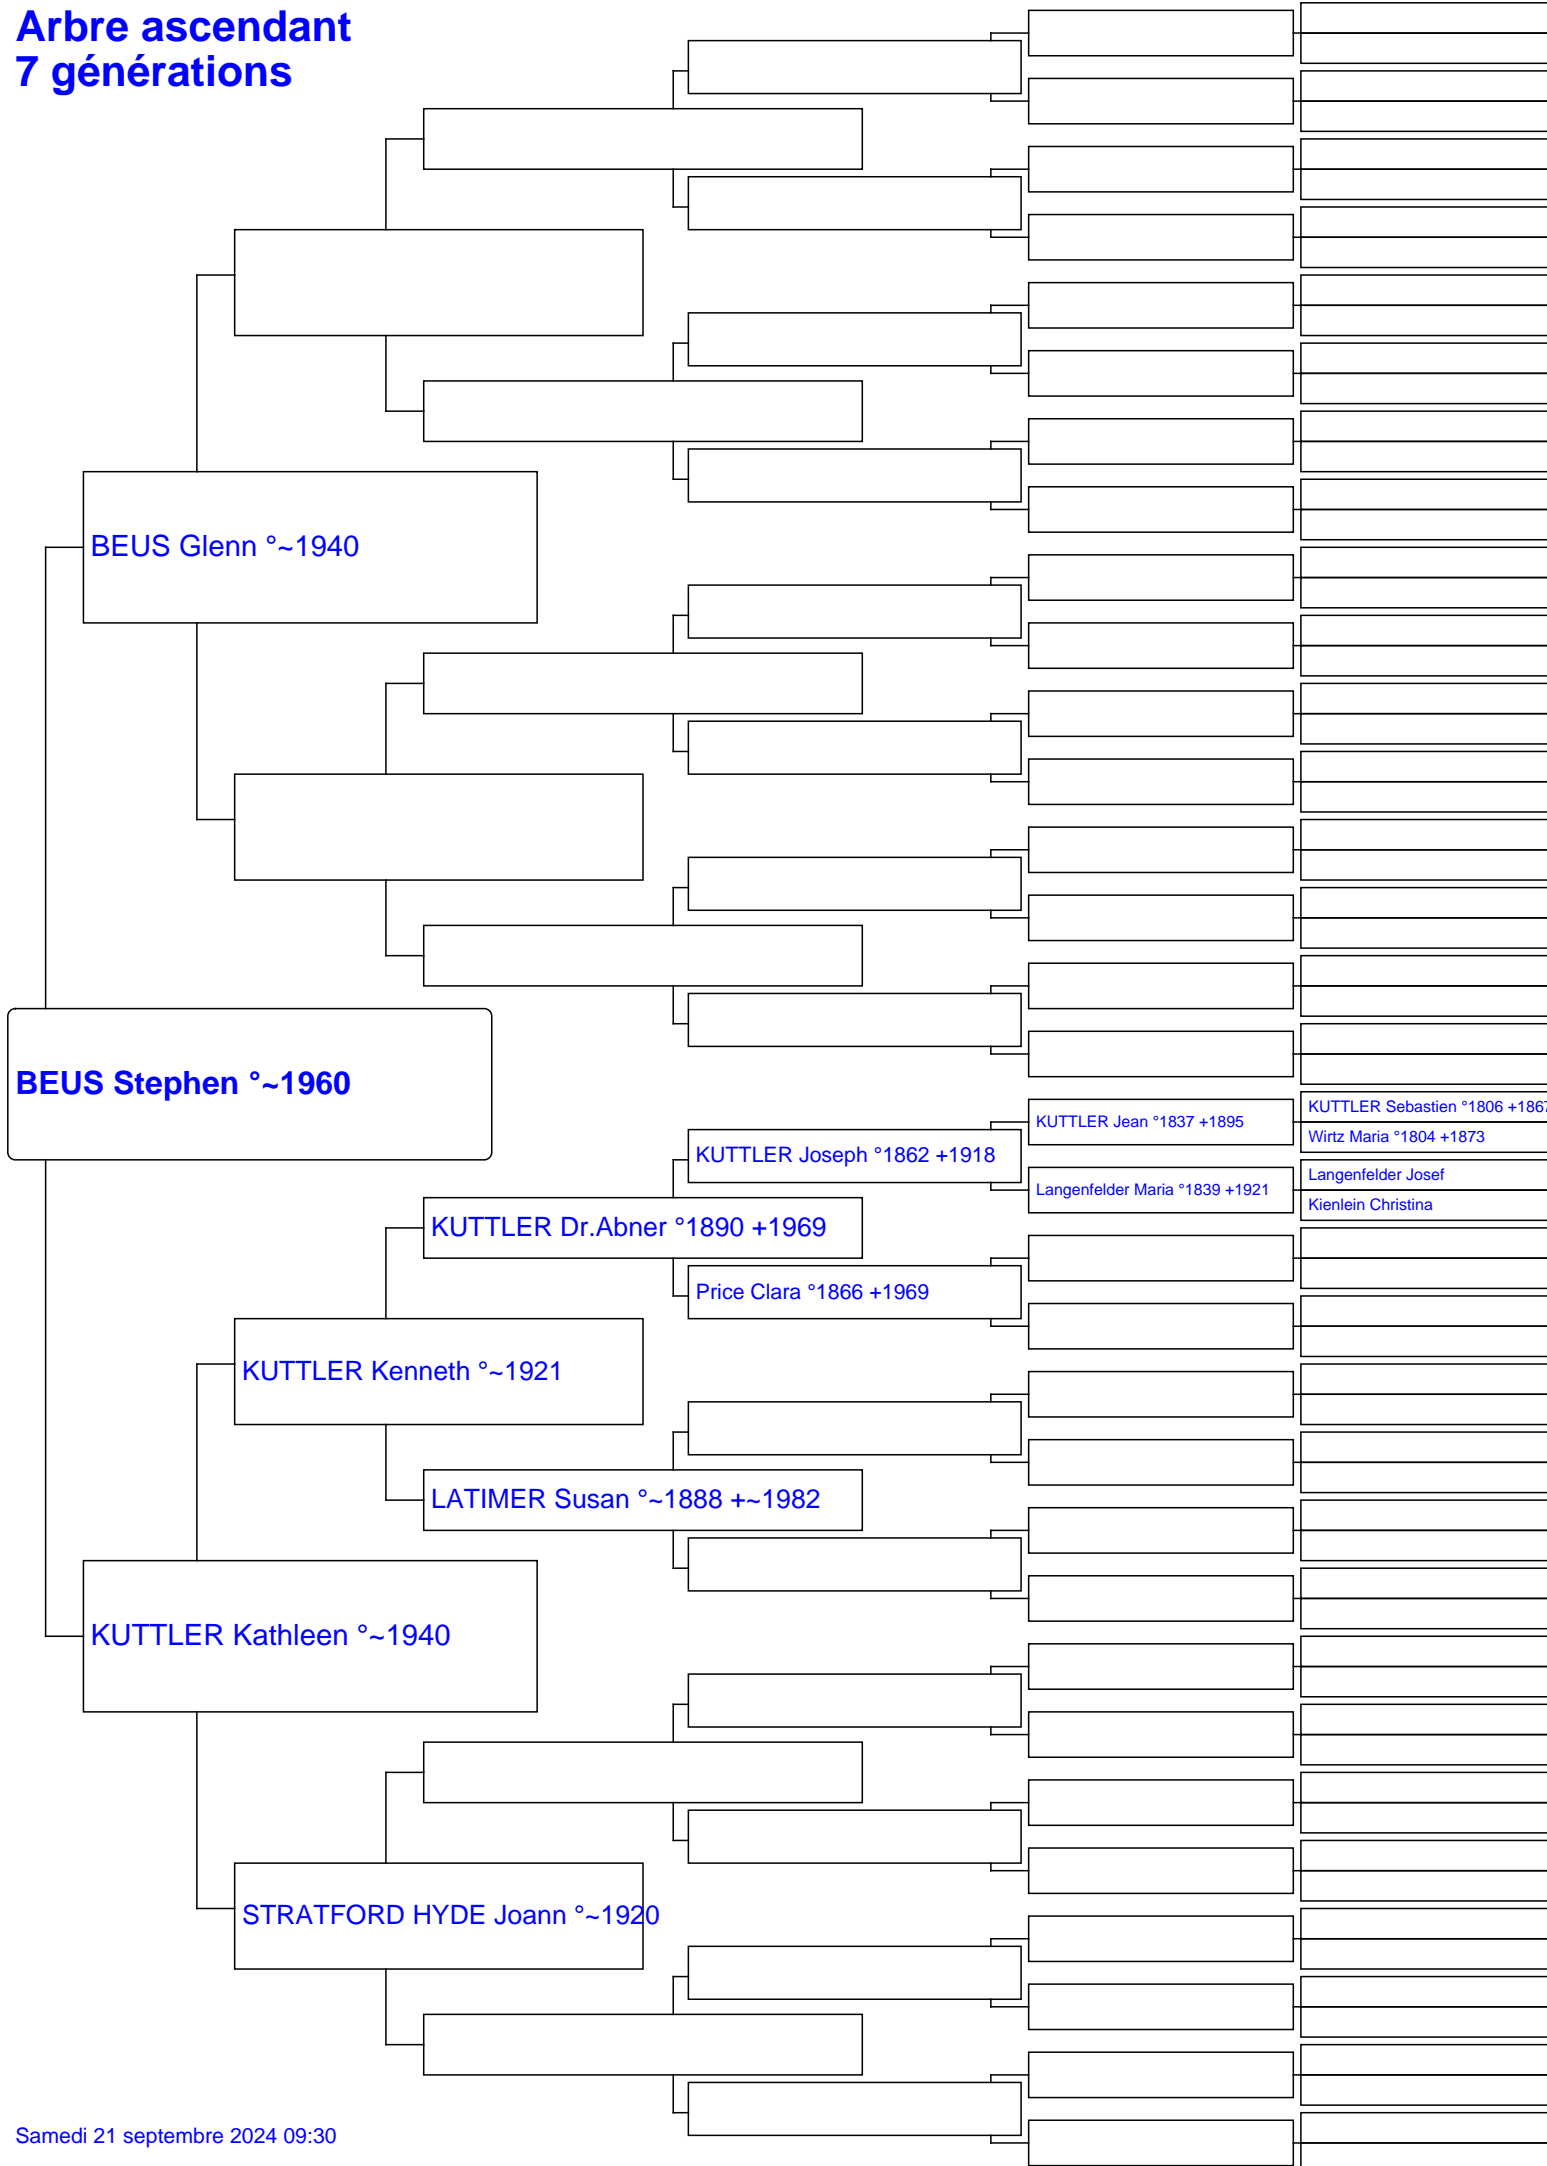 Arbre ascendant
7 générations
BEUS Glenn °~1940
BEUS Stephen °~1960
KUTTLER Sebastien °1806 +1867
KUTTLER Jean °1837 +1895
Wirtz Maria °1804 +1873
KUTTLER Joseph °1862 +1918
Langenfelder Josef
Langenfelder Maria °1839 +1921
Kienlein Christina
KUTTLER Dr.Abner °1890 +1969
Price Clara °1866 +1969
KUTTLER Kenneth °~1921
LATIMER Susan °~1888 +~1982
KUTTLER Kathleen °~1940
STRATFORD HYDE Joann °~1920
Samedi 21 septembre 2024 09:30